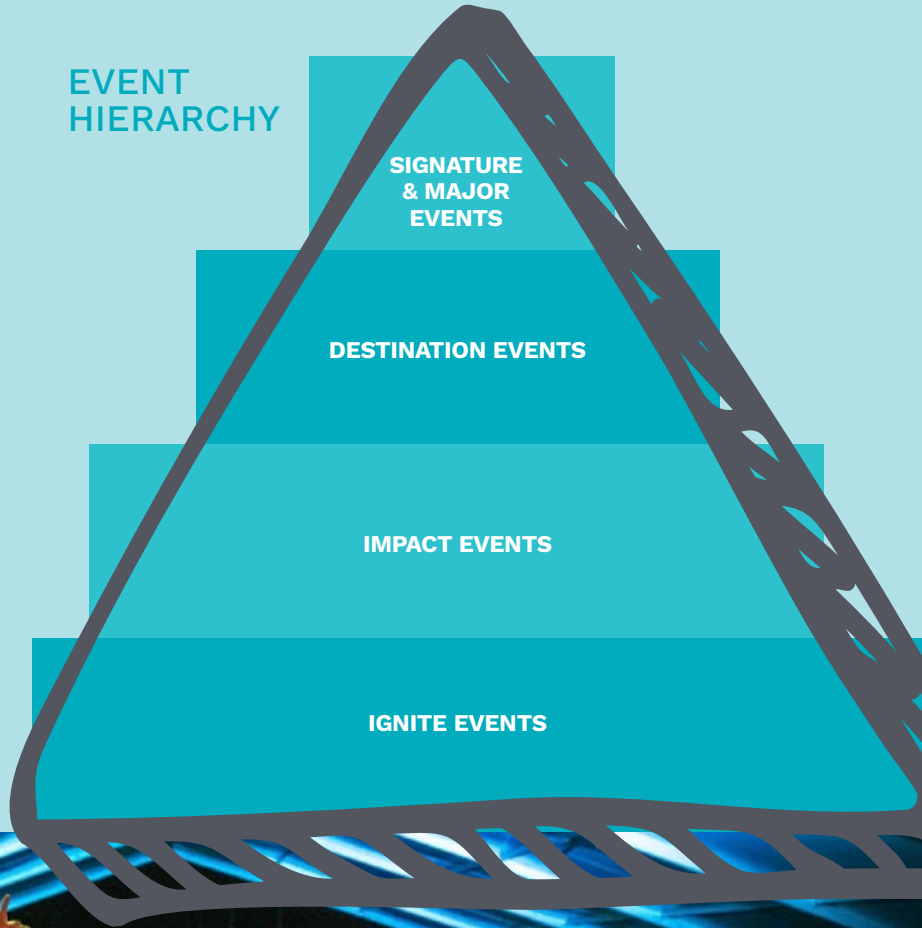 EVENT
HIERARCHY
SIGNATURE
& MAJOR
EVENTS
DESTINATION EVENTS
IMPACT EVENTS
IGNITE EVENTS